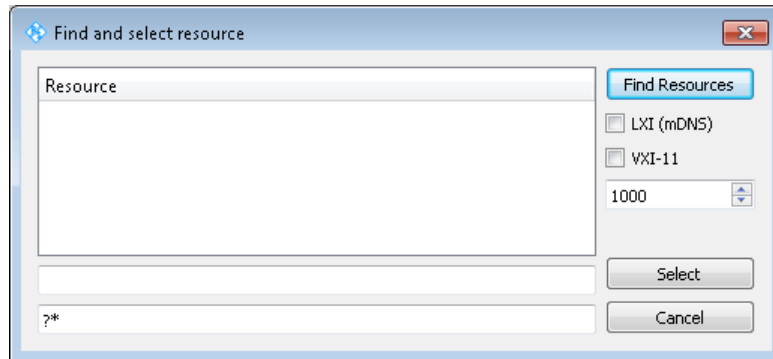 Find and select resource
Resource
Find Resources
LXI (mDNS)
VXI-11
1000
Select
?*
Cancel